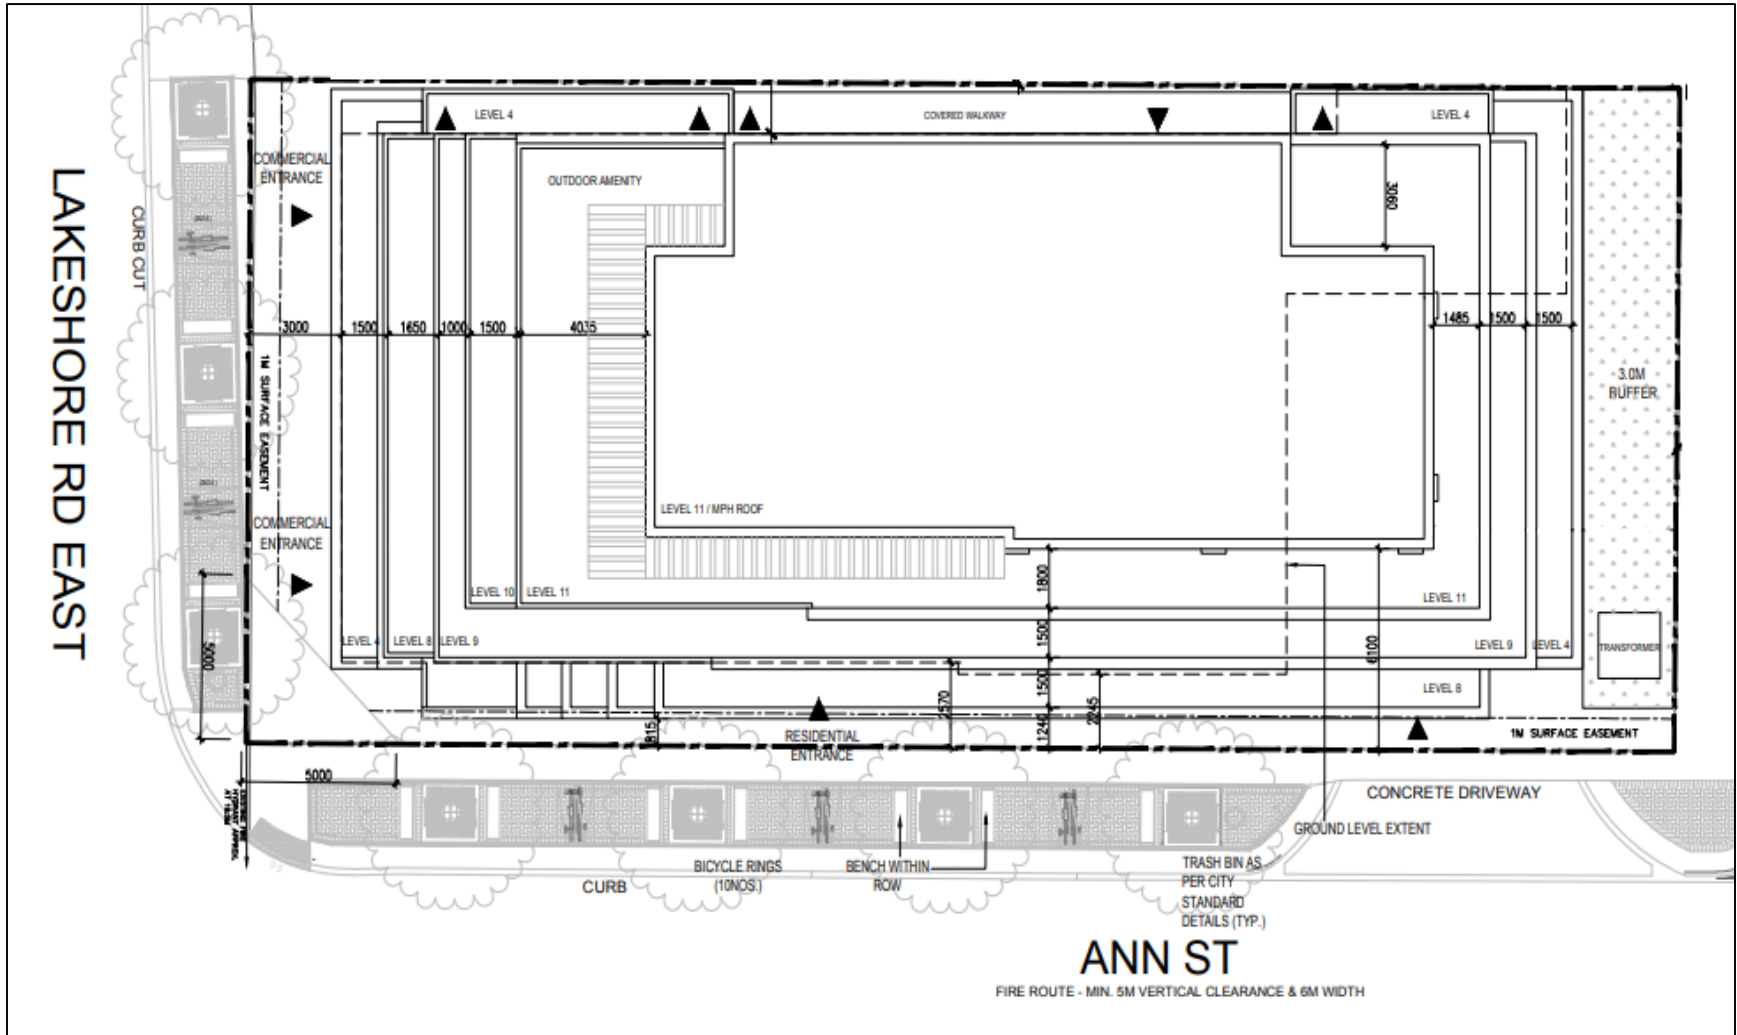 LEVEL 4
COVERED WALKWAY
LEVEL 4
COMMERCIAL
ENTRANCE
OUTDOOR AMENITY
3060
LAKESHORE RD EAST
CURB CUT
3000
1500
1650
1000
1500
4035
1485
1500
1500
1M SURFACE EASEMENT
3.0M
BUFFER
COMMERCIAL
ENTRANCE
LEVEL 11 / MPH ROOF
1800
LEVEL 10
LEVEL 11
LEVEL 11
LEVEL 4
LEVEL 8
LEVEL 9
1500
6100
LEVEL 9
LEVEL 4
TRANSFORMER
5000
1500
LEVEL 8
2570
2245
1240
815
RESIDENTIAL
ENTRANCE
1M SURFACE EASEMENT
5000
EXISTING FIRE
HYDRANT APPROX.
CONCRETE DRIVEWAY
GROUND LEVEL EXTENT
BICYCLE RINGS
(10NOS.)
BENCH WITHIN
ROW
CURB
TRASH BIN AS
PER CITY
STANDARD
DETAILS (TYP.)
ANN ST
FIRE ROUTE - MIN. 5M VERTICAL CLEARANCE & 6M WIDTH